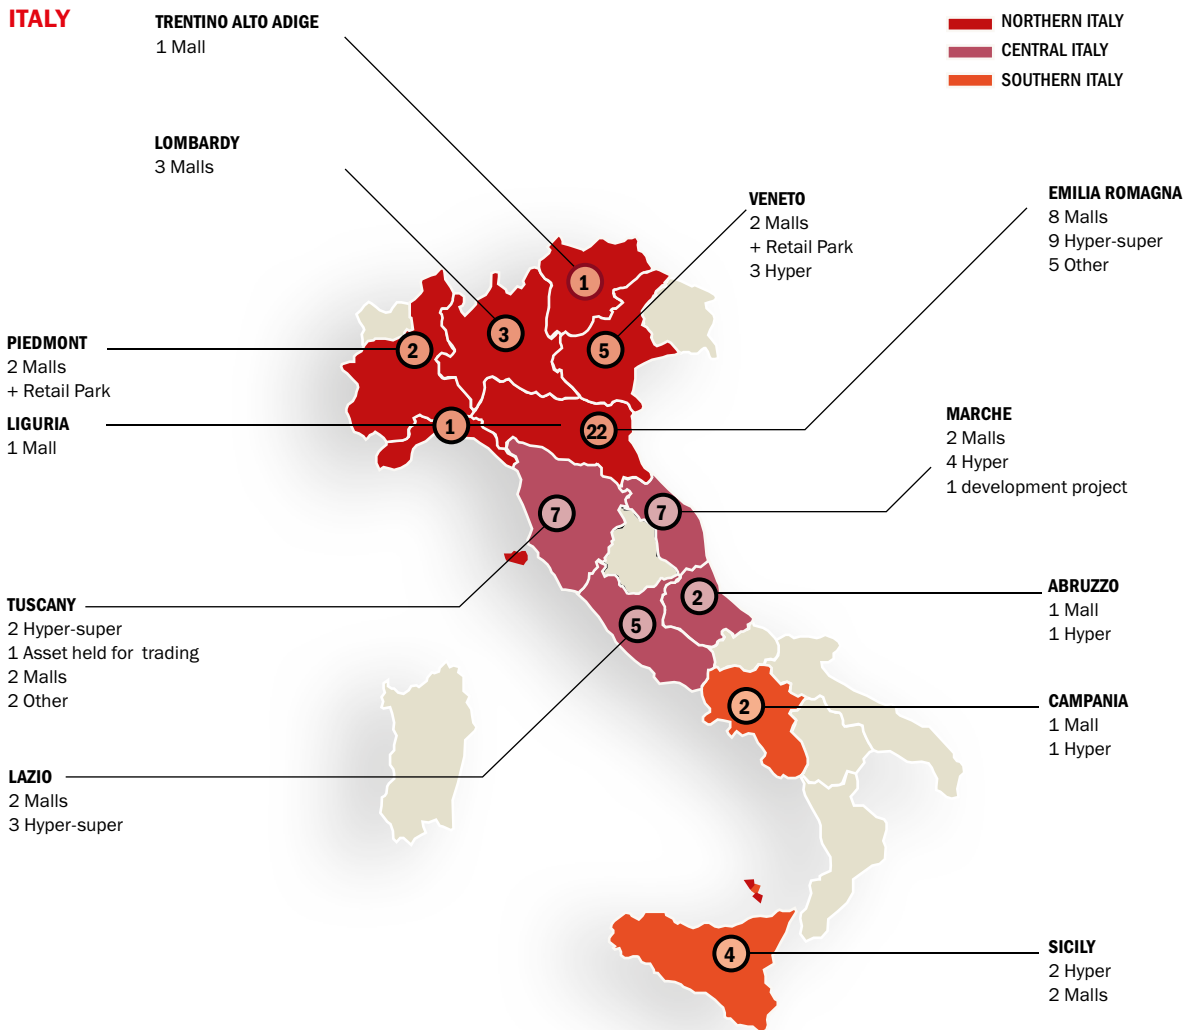 ITALY
TRENTINO ALTO ADIGE
1 Mall
NORTHERN ITALY
CENTRAL ITALY
SOUTHERN ITALY
LOMBARDY
3 Malls
VENETO
2 Malls
+ Retail Park
3 Hyper
EMILIA ROMAGNA
8 Malls
9 Hyper-super
5 Other
1
3
5
2
PIEDMONT
2 Malls
+ Retail Park
LIGURIA
1 Mall
1
22
MARCHE
2 Malls
4 Hyper
1 development project
7
7
TUSCANY
2 Hyper-super
1 Asset held for trading
2 Malls
2 Other
2
5
ABRUZZO
1 Mall
1 Hyper
2
CAMPANIA
1 Mall
1 Hyper
LAZIO
2 Malls
3 Hyper-super
4
SICILY
2 Hyper
2 Malls